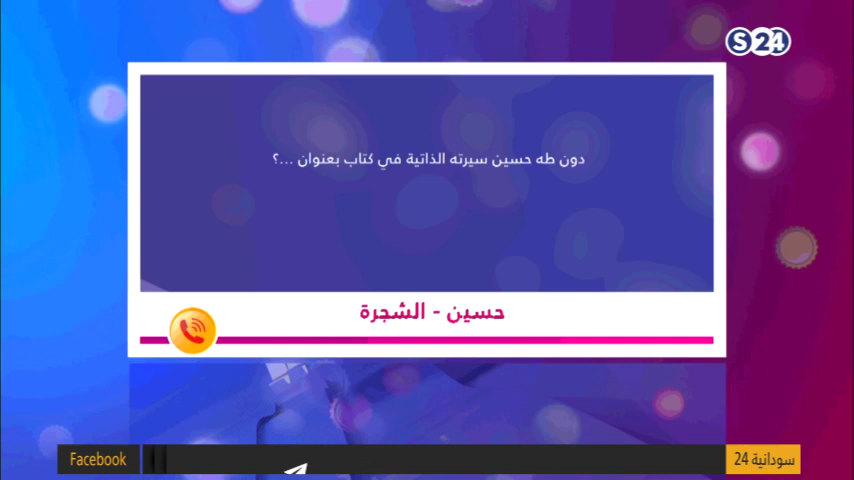 S24
دون طه حسين سيرته الذاتية في كتاب بعنوان ...؟
حسين - الشجرة
Facebook
سودانية 24